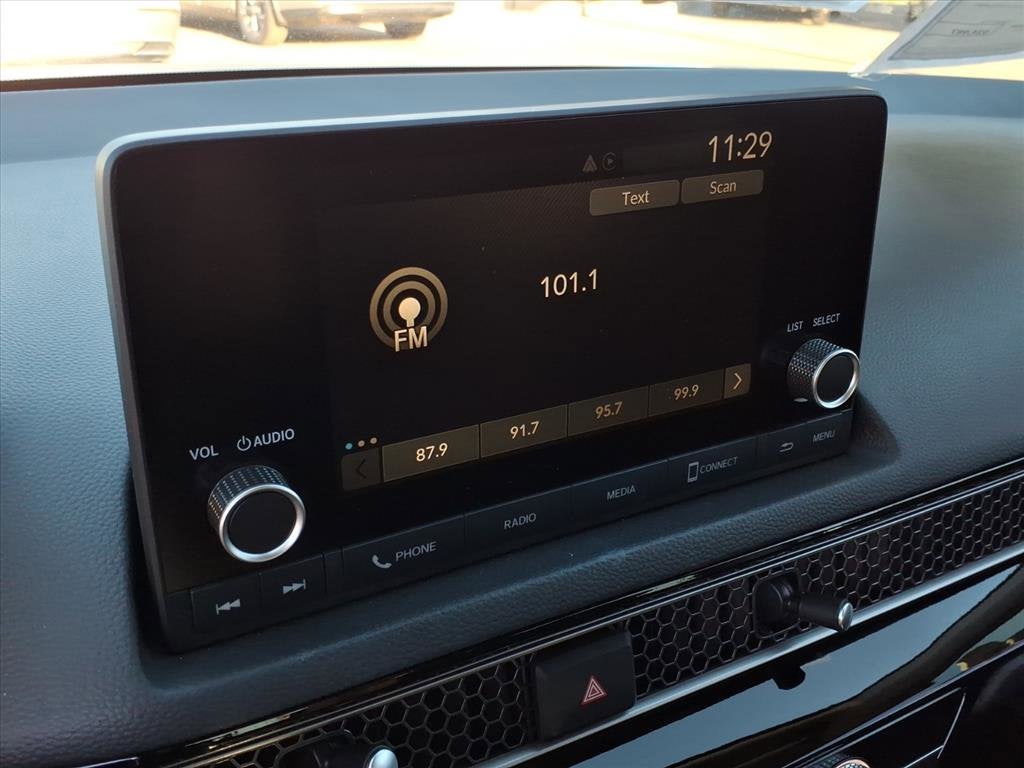 11:29
Text Scan
101.1
FM
LIST SELECT
87.9 91.7 95.7 99.9
VOL AUDIO
PHONE RADIO MEDIA CONNECT MENU